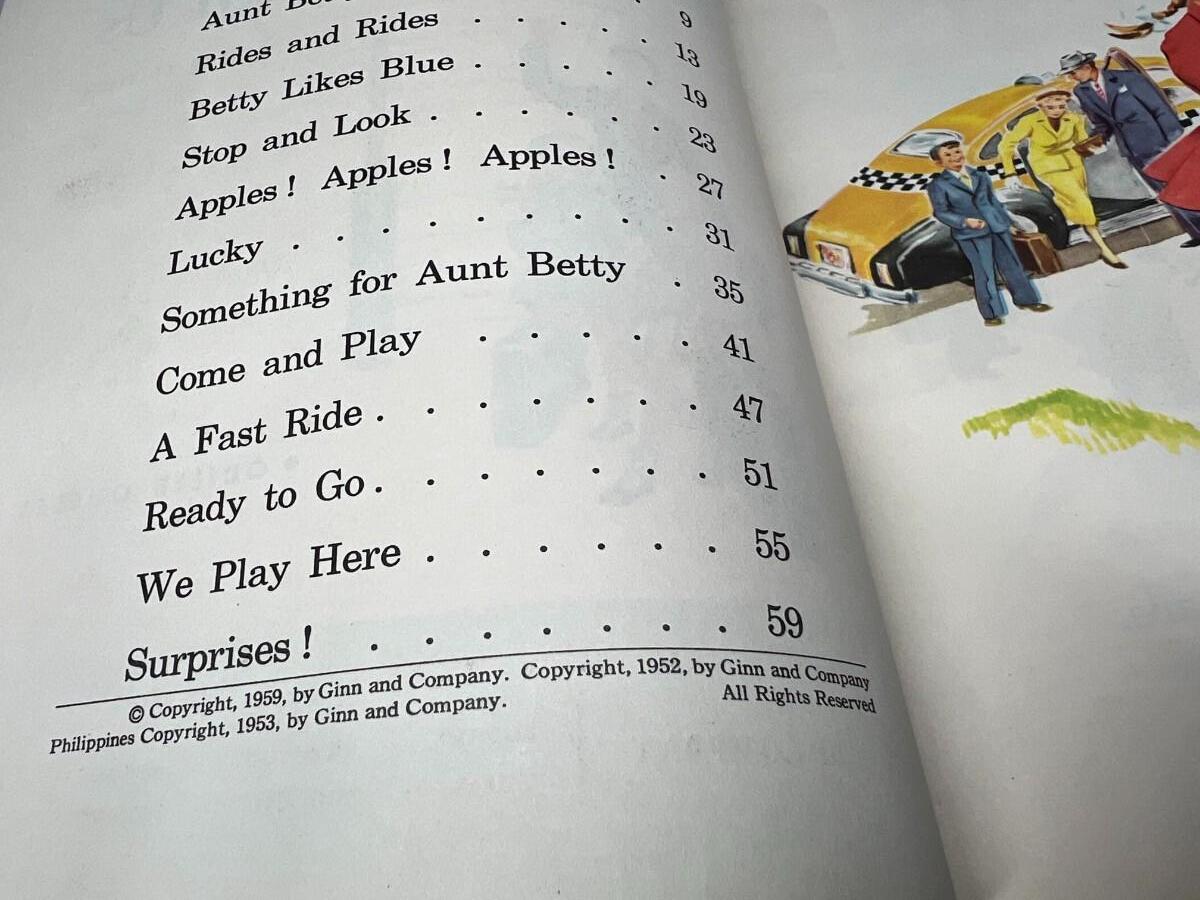 Aunt 9
Rides and Rides . . . . 13
Betty Likes Blue . . . . . 19
Stop and Look . . . . . . 23
Apples! Apples! Apples! . 27
Lucky . . . . . . . . . 31
Something for Aunt Betty . 35
Come and Play . . . . . 41
A Fast Ride . . . . . . . 47
Ready to Go . . . . . . . 51
We Play Here . . . . . . 55
Surprises! . . . . . . . 59
© Copyright, 1959, by Ginn and Company. Copyright, 1952, by Ginn and Company
Philippines Copyright, 1953, by Ginn and Company. All Rights Reserved